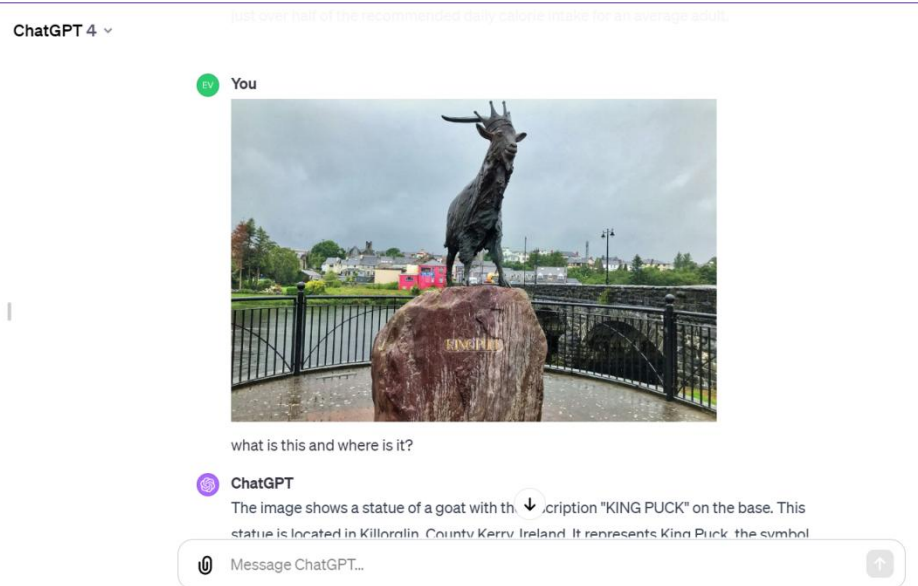 just over half of the recommended daily calorie intake for an average adult.
ChatGPT 4
EV You
KING PUCK
what is this and where is it?
ChatGPT
The image shows a statue of a goat with th cription "KING PUCK" on the base. This
statue is located in Killorglin, County Kerry, Ireland. It represents King Puck, the symbol
Message ChatGPT...